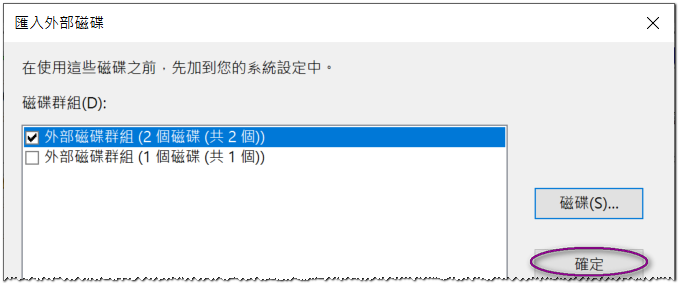 匯入外部磁碟
在使用這些磁碟之前，先加到您的系統設定中。
磁碟群組(D):
外部磁碟群組 (2 個磁碟 (共 2 個))
外部磁碟群組 (1 個磁碟 (共 1 個))
磁碟(S)...
確定